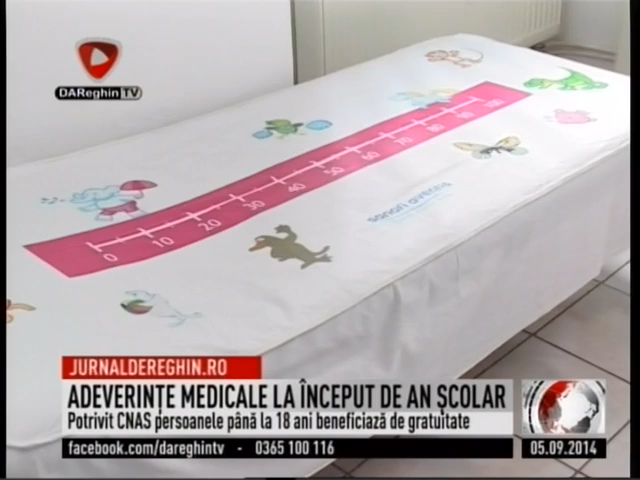 DAReghin TV
0 10 20 30 40 50 60 70 80 90 100
sanofi aventis
JURNALDEREGHIN.RO
ADEVERINȚE MEDICALE LA ÎNCEPUT DE AN ȘCOLAR
Potrivit CNAS persoanele până la 18 ani beneficiază de gratuitate
facebook.com/dareghintv - 0365 100 116
05.09.2014